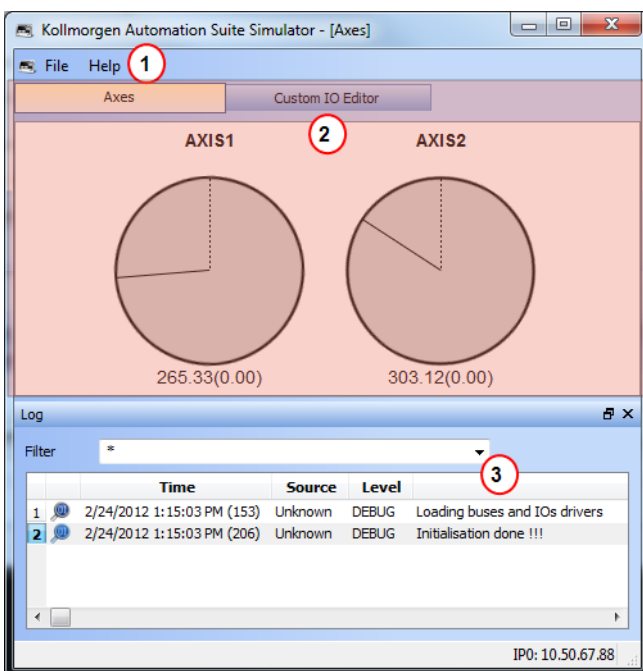 Kollmorgen Automation Suite Simulator - [Axes]
File Help 1
Axes Custom IO Editor
2
AXIS1 AXIS2
265.33(0.00) 303.12(0.00)
Log
Filter *
3
Time Source Level
1 2/24/2012 1:15:03 PM (153) Unknown DEBUG Loading buses and IOs drivers
2 2/24/2012 1:15:03 PM (206) Unknown DEBUG Initialisation done !!!
IP0: 10.50.67.88